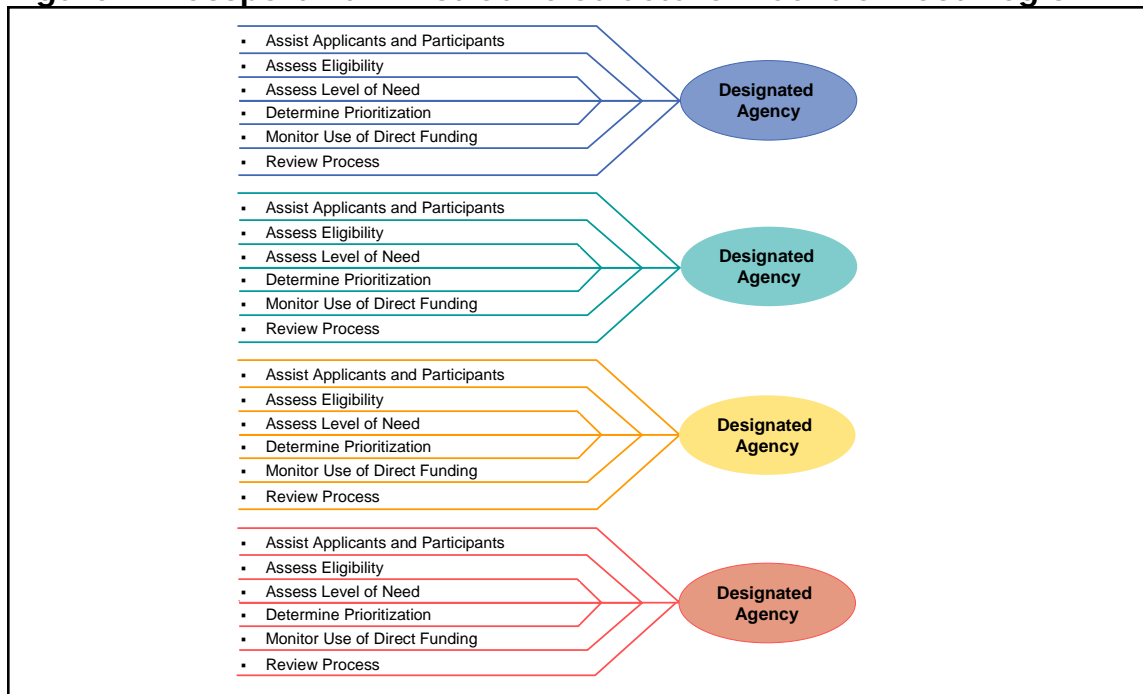 Assist Applicants and Participants
Assess Eligibility
Assess Level of Need
Determine Prioritization
Monitor Use of Direct Funding
Review Process
Designated
Agency
Assist Applicants and Participants
Assess Eligibility
Assess Level of Need
Determine Prioritization
Monitor Use of Direct Funding
Review Process
Designated
Agency
Assist Applicants and Participants
Assess Eligibility
Assess Level of Need
Determine Prioritization
Monitor Use of Direct Funding
Review Process
Designated
Agency
Assist Applicants and Participants
Assess Eligibility
Assess Level of Need
Determine Prioritization
Monitor Use of Direct Funding
Review Process
Designated
Agency